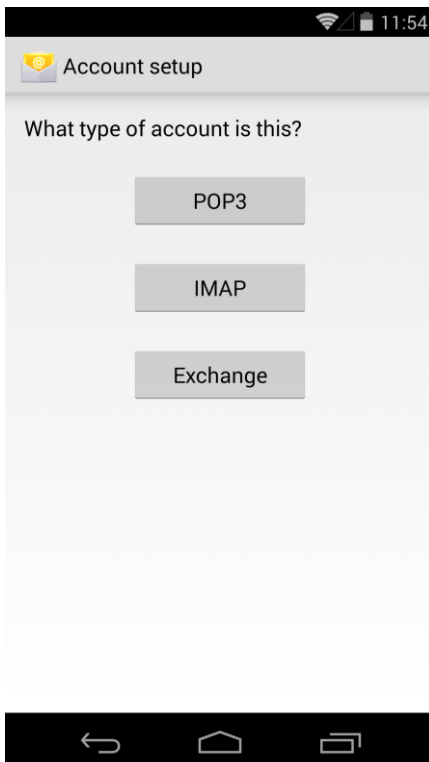 11:54
Account setup
What type of account is this?
POP3
IMAP
Exchange